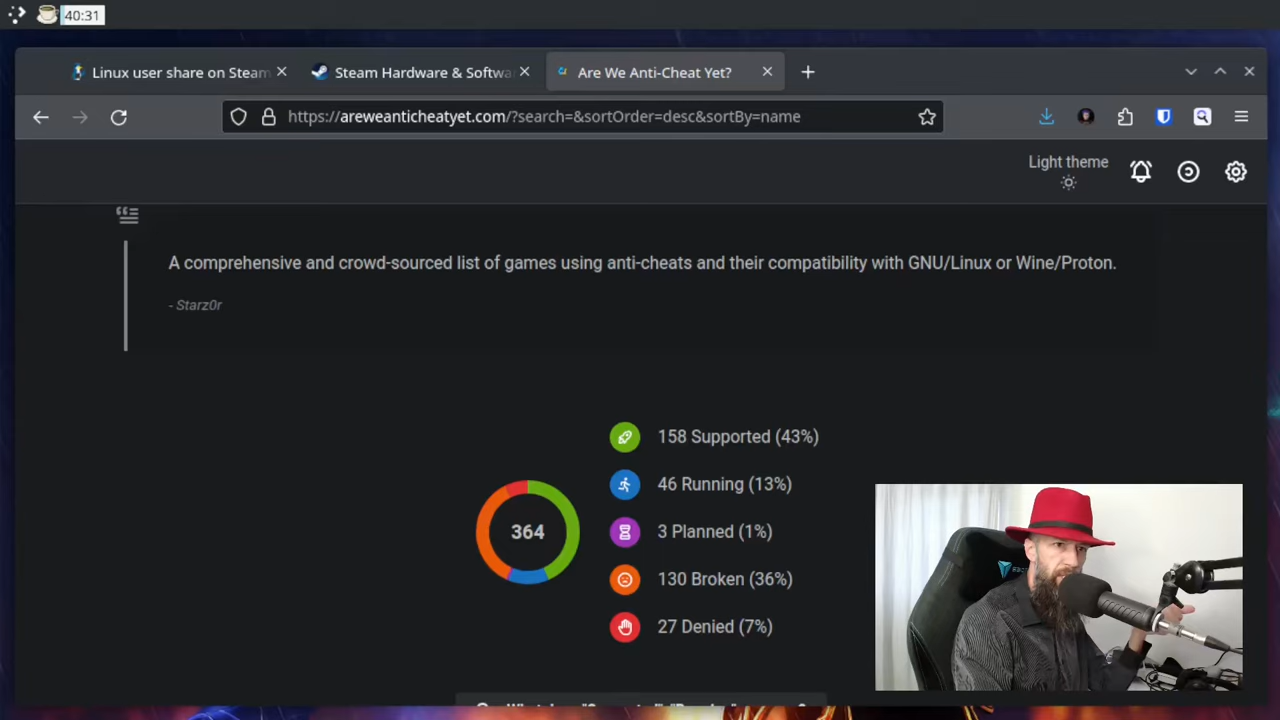 40:31
Linux user share on Steam
Steam Hardware & Softwa
Are We Anti-Cheat Yet?
https://areweanticheatyet.com/?search=&sortOrder=desc&sortBy=name
Light theme
A comprehensive and crowd-sourced list of games using anti-cheats and their compatibility with GNU/Linux or Wine/Proton.
- Starz0r
364
158 Supported (43%)
46 Running (13%)
3 Planned (1%)
130 Broken (36%)
27 Denied (7%)